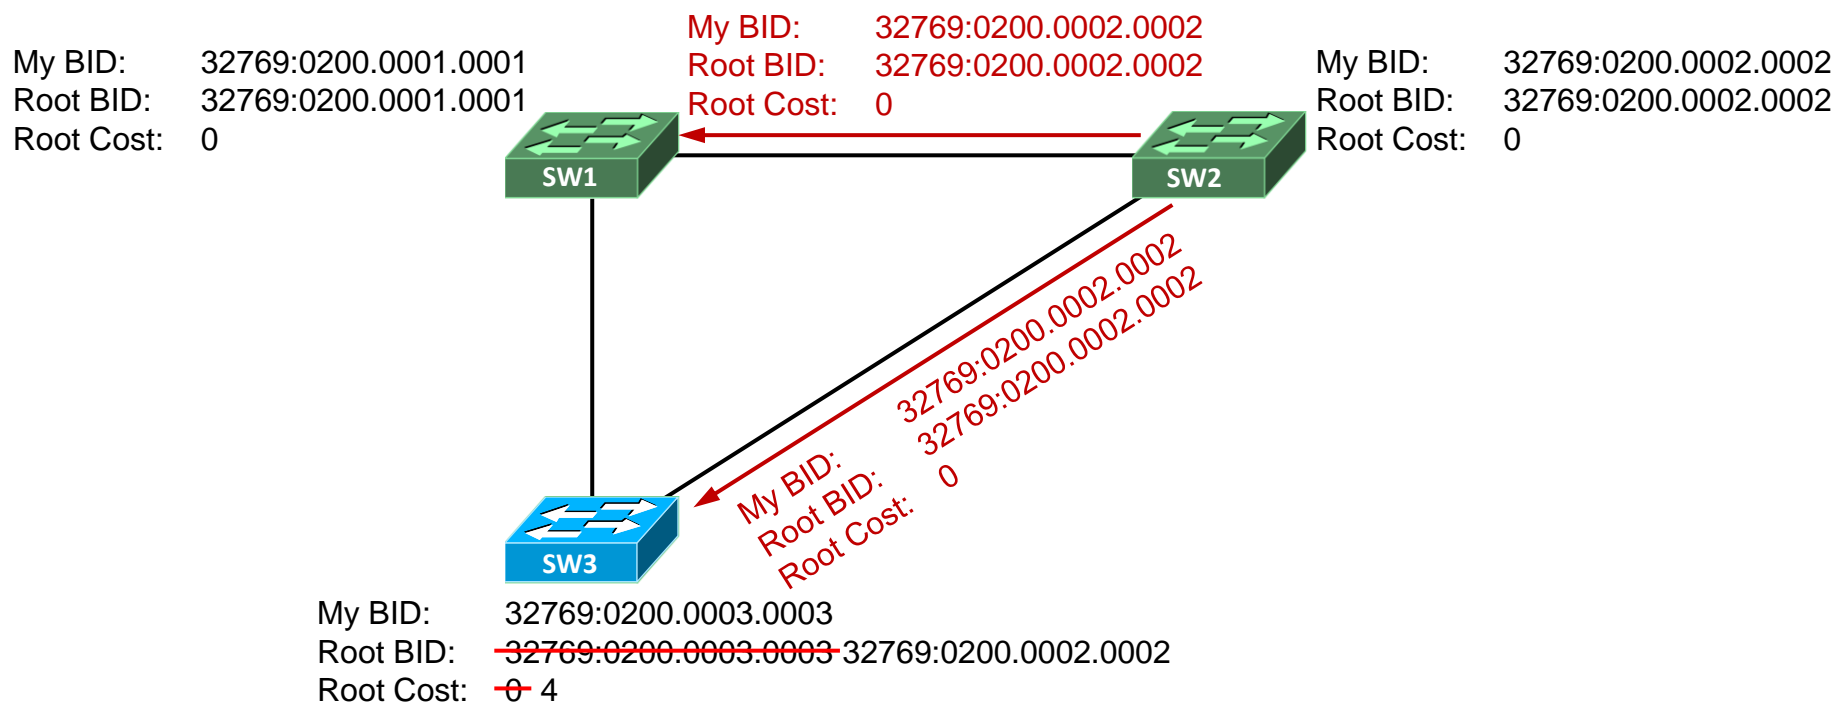 My BID: 32769:0200.0001.0001
Root BID: 32769:0200.0001.0001
Root Cost: 0
My BID: 32769:0200.0002.0002
Root BID: 32769:0200.0002.0002
Root Cost: 0
My BID: 32769:0200.0002.0002
Root BID: 32769:0200.0002.0002
Root Cost: 0
SW1
SW2
My BID: 32769:0200.0002.0002
Root BID: 32769:0200.0002.0002
Root Cost: 0
SW3
My BID: 32769:0200.0003.0003
Root BID: 32769:0200.0003.0003 32769:0200.0002.0002
Root Cost: 0 4